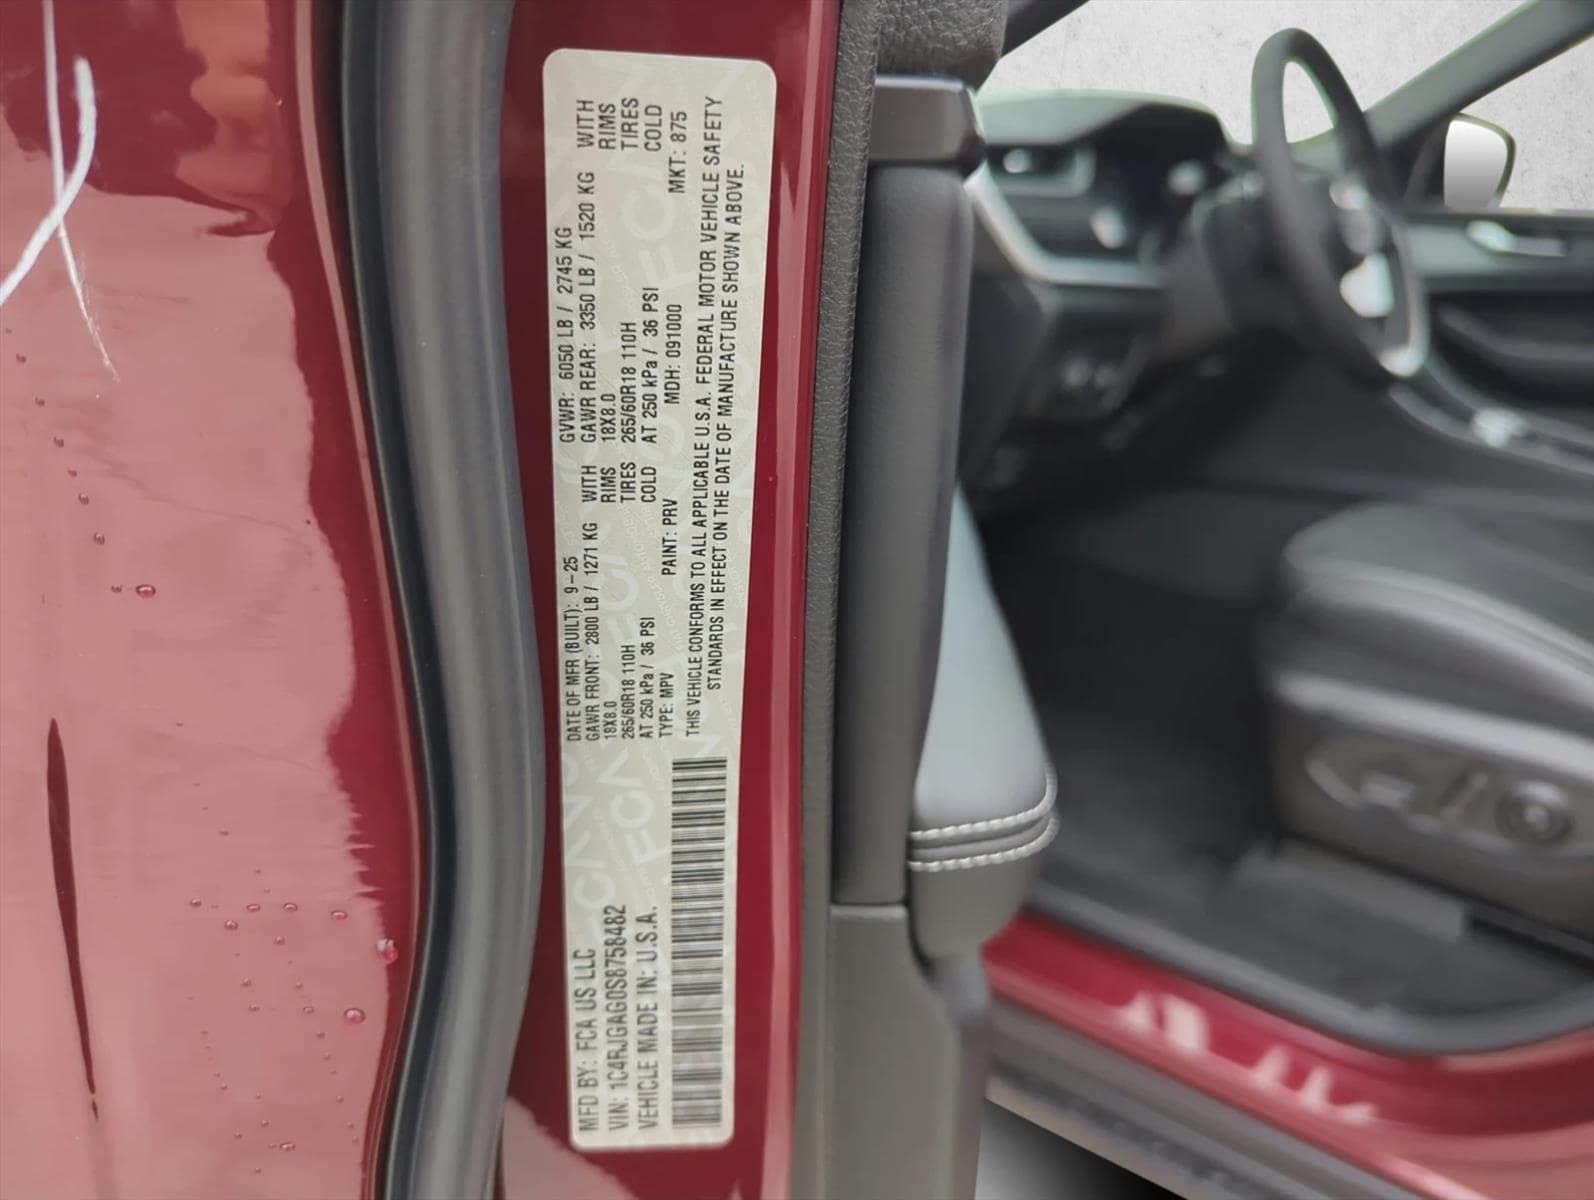 MFD BY: FCA US LLC
VIN: 1C4RJGAG0S8758482
VEHICLE MADE IN: U.S.A.
DATE OF MFR (BUILT): 9-25
GVWR: 6050 LB / 2745 KG
GAWR FRONT: 2800 LB / 1271 KG WITH
18X8.0 RIMS
265/60R18 110H TIRES
AT 250 kPa / 36 PSI COLD
GAWR REAR: 3350 LB / 1520 KG WITH
18X8.0 RIMS
265/60R18 110H TIRES
AT 250 kPa / 36 PSI COLD
TYPE: MPV PAINT: PRV MDH: 091000 MKT: 875
THIS VEHICLE CONFORMS TO ALL APPLICABLE U.S.A. FEDERAL MOTOR VEHICLE SAFETY
STANDARDS IN EFFECT ON THE DATE OF MANUFACTURE SHOWN ABOVE.